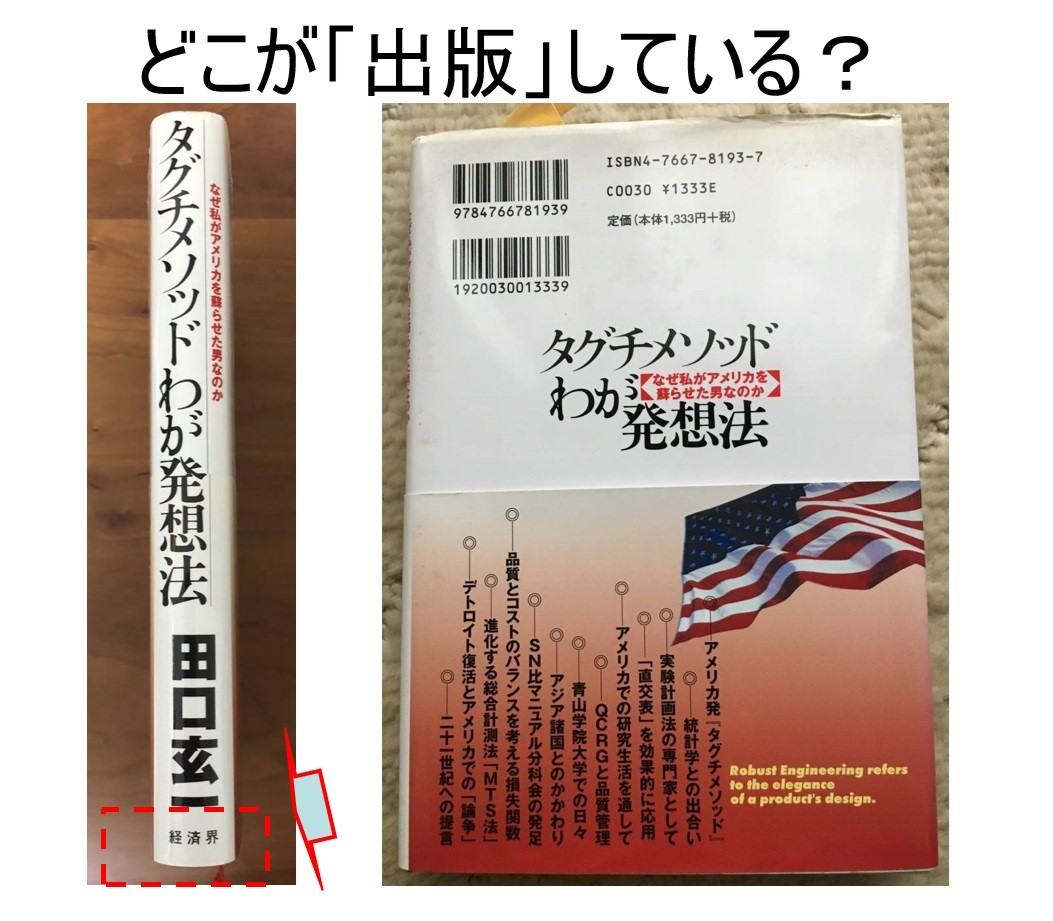 どこが「出版」している？
タグチメソッドわが発想法
なぜ私がアメリカを蘇らせた男なのか
田口玄一
経済界
ISBN4-7667-8193-7
C0030 ¥1333E
定価（本体1,333円＋税）
9784766781939
1920030013339
タグチメソッド
わが
なぜ私がアメリカを
蘇らせた男なのか
発想法
アメリカ発『タグチメソッド』
統計学との出合い
実験計画法の専門家として
「直交表」を効果的に応用
アメリカでの研究生活を通して
QCRGと品質管理
青山学院大学での日々
アジア諸国とのかかわり
SN比マニュアル分科会の発足
品質とコストのバランスを考える損失関数
進化する総合計測法「MTS法」
デトロイト復活とアメリカでの「論争」
二十一世紀への提言
Robust Engineering refers
to the elegance
of a product's design.